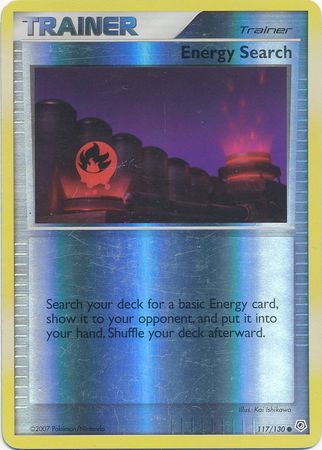 TRAINER
Trainer
Energy Search
Search your deck for a basic Energy card,
show it to your opponent, and put it into
your hand. Shuffle your deck afterward.
Illus. Kai Ishikawa
©2007 Pokémon/Nintendo
117/130